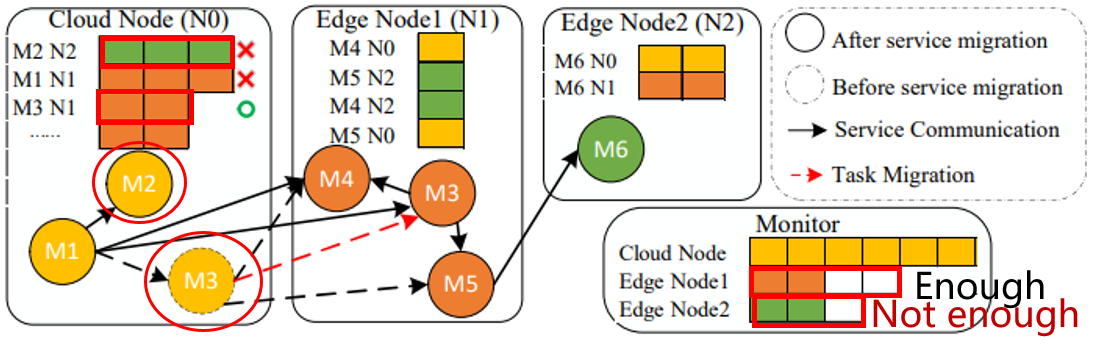 Cloud Node (N0)
M2 N2
M1 N1
M3 N1
......
M2
M1
M3
Edge Node1 (N1)
M4 N0
M5 N2
M4 N2
M5 N0
M4
M3
M5
Edge Node2 (N2)
M6 N0
M6 N1
M6
After service migration
Before service migration
Service Communication
Task Migration
Monitor
Cloud Node
Edge Node1
Enough
Edge Node2
Not enough